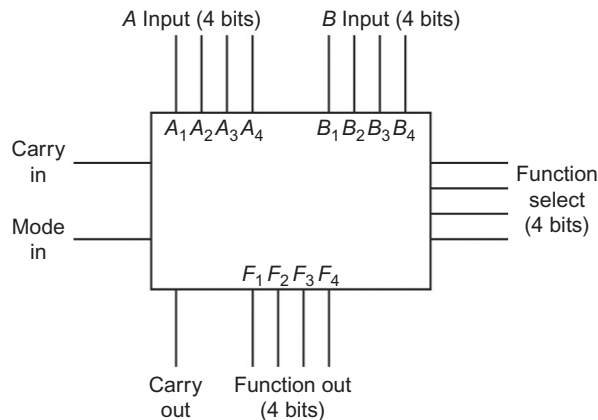 A Input (4 bits) B Input (4 bits)
A1 A2 A3 A4 B1 B2 B3 B4
Carry
in
Function
select
(4 bits)
Mode
in
F1 F2 F3 F4
Carry
out
Function out
(4 bits)